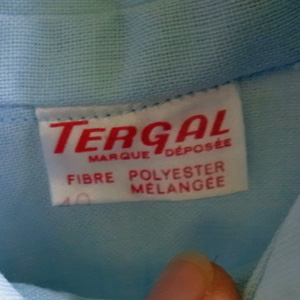 TERGAL
MARQUE DÉPOSÉE
FIBRE POLYESTER
MÉLANGÉE